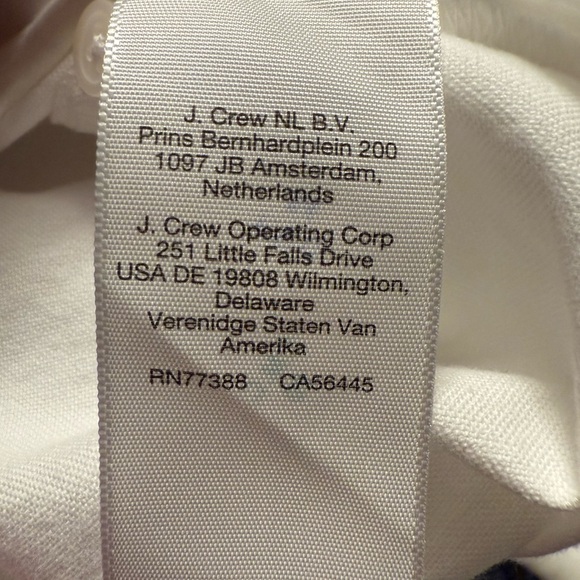 J. Crew NL B.V.
Prins Bernhardplein 200
1097 JB Amsterdam,
Netherlands
J. Crew Operating Corp
251 Little Falls Drive
USA DE 19808 Wilmington,
Delaware
Verenidge Staten Van
Amerika
RN77388 CA56445